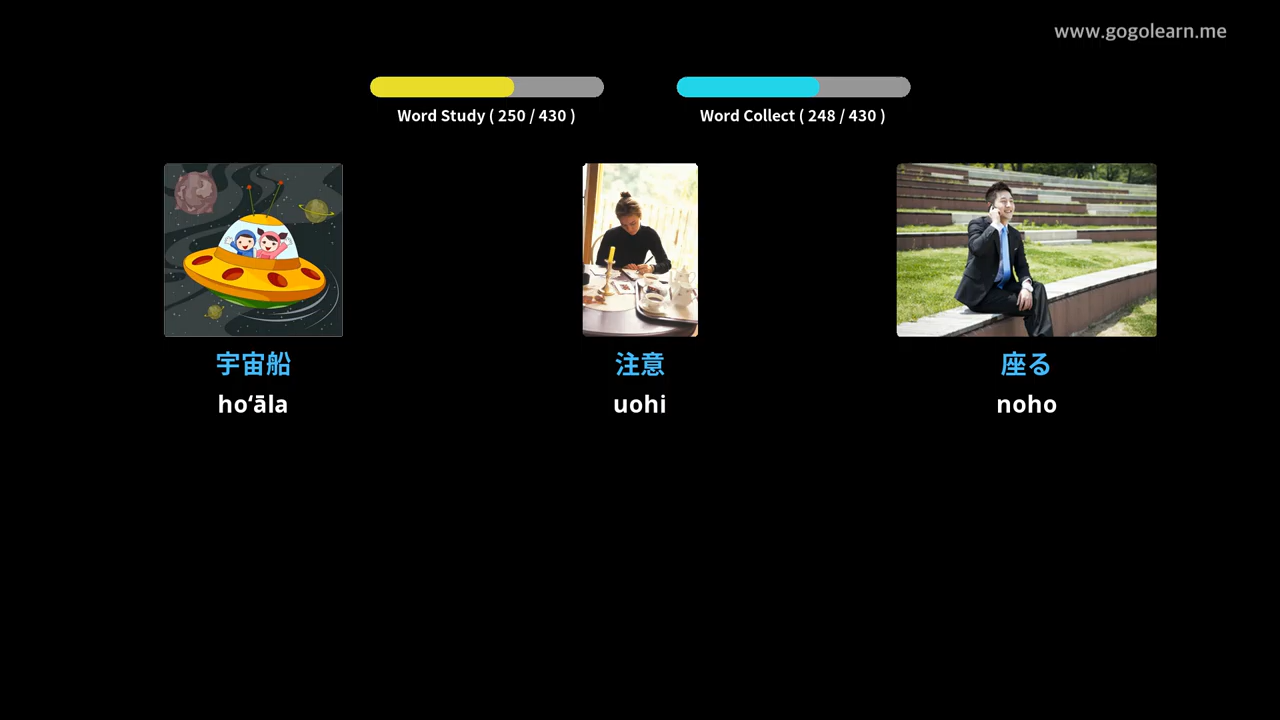 www.gogolearn.me
Word Study ( 250 / 430 )
Word Collect ( 248 / 430 )
宇宙船
注意
座る
hoʻāla
uohi
noho